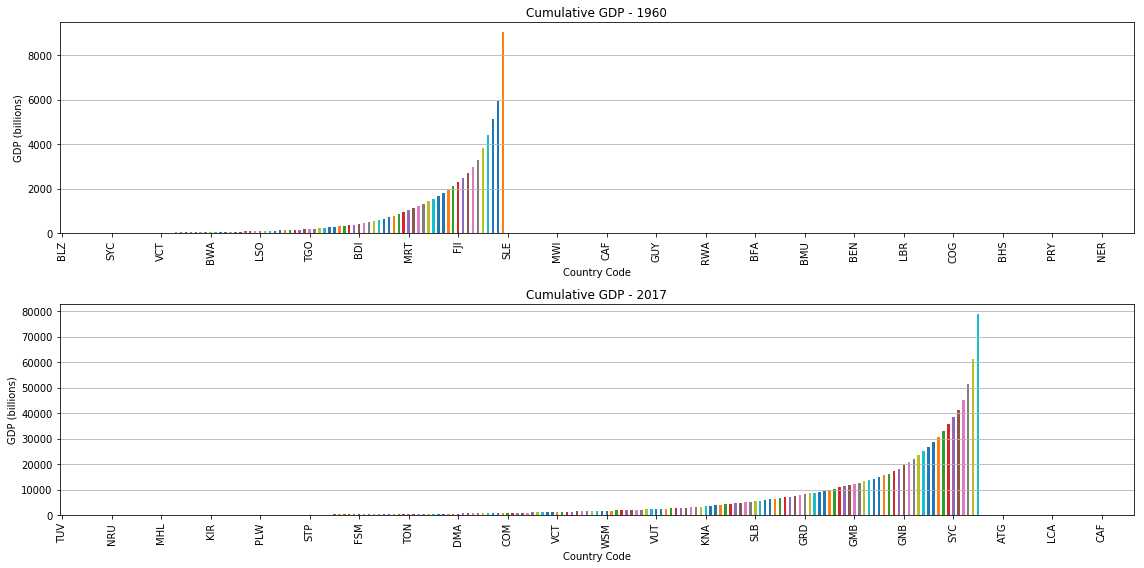 Cumulative GDP - 1960
GDP (billions)
8000
6000
4000
2000
0
BLZ SYC VCT BWA LSO TGO BDI MRT FJI SLE MWI CAF GUY RWA BFA BMU BEN LBR COG BHS PRY NER
Country Code
Cumulative GDP - 2017
GDP (billions)
80000
70000
60000
50000
40000
30000
20000
10000
0
TUV NRU MHL KIR PLW STP FSM TON DMA COM VCT WSM VUT KNA SLB GRD GMB GNB SYC ATG LCA CAF
Country Code